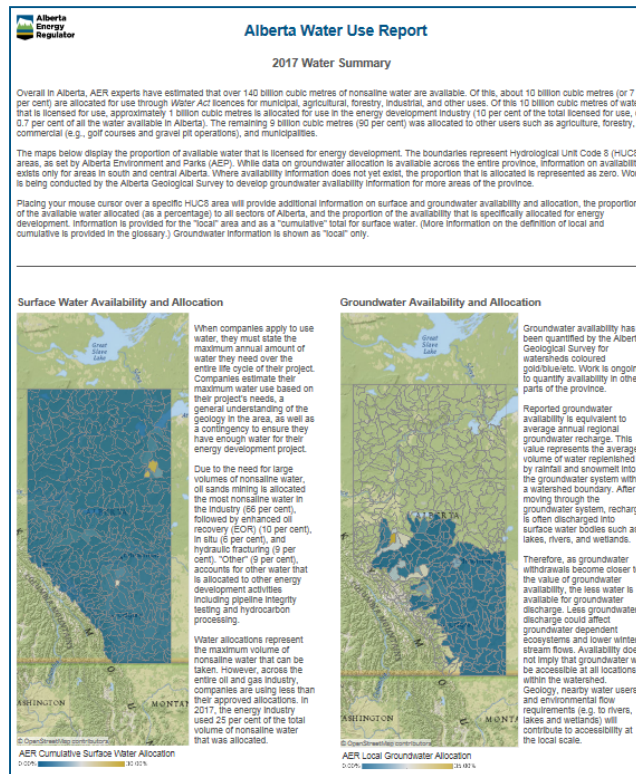 Alberta
Energy
Regulator
Alberta Water Use Report
2017 Water Summary
Overall in Alberta, AER experts have estimated that over 140 billion cubic metres of nonsaline water are available. Of this, about 10 billion cubic metres (or 7
per cent) are allocated for use through Water Act licences for municipal, agricultural, forestry, industrial, and other uses. Of this 10 billion cubic metres of
that is licensed for use, approximately 1 billion cubic metres is allocated for use in the energy development industry (10 per cent of the total licensed for use,
0.7 per cent of all the water available in Alberta). The remaining 9 billion cubic metres (90 per cent) was allocated to other users such as agriculture, forestry,
commercial (e.g., golf courses and gravel pit operations), and municipalities.
The maps below display the proportion of available water that is licensed for energy development. The boundaries represent Hydrological Unit Code 8 (HUC8
areas, as set by Alberta Environment and Parks (AEP). While data on groundwater allocation is available across the entire province, information on
exists only for areas in south and central Alberta. Where availability information does not yet exist, the proportion that is allocated is represented as zero.
is being conducted by the Alberta Geological Survey to develop groundwater availability information for more areas of the province.
Placing your mouse cursor over a specific HUC8 area will provide additional information on surface and groundwater availability and allocation, the proportion
of the available water allocated (as a percentage) to all sectors of Alberta, and the proportion of the availability that is specifically allocated for energy
development. Information is provided for the "local" area and as a "cumulative" total for surface water. (More information on the definition of local and
cumulative is provided in the glossary.) Groundwater information is shown as "local" only.
Surface Water Availability and Allocation
Great
Slave
Lake
ALBERTA
WASHINGTON
MONTAN
© OpenStreetMap contributors
AER Cumulative Surface Water Allocation
0.00% 30.00%
When companies apply to use
water, they must state the
maximum annual amount of
water they need over the
entire life cycle of their project.
Companies estimate their
maximum water use based on
their project's needs, a
general understanding of the
geology in the area, as well as
a contingency to ensure they
have enough water for their
energy development project.
Due to the need for large
volumes of nonsaline water,
oil sands mining is allocated
the most nonsaline water in
the industry (66 per cent),
followed by enhanced oil
recovery (EOR) (10 per cent),
in situ (6 per cent), and
hydraulic fracturing (9 per
cent). "Other" (9 per cent),
accounts for other water that
is allocated to other energy
development activities
including pipeline integrity
testing and hydrocarbon
processing.
Water allocations represent
the maximum volume of
nonsaline water that can be
taken. However, across the
entire oil and gas industry,
companies are using less than
their approved allocations. In
2017, the energy industry
used 25 per cent of the total
volume of nonsaline water
that was allocated.
Groundwater Availability and Allocation
Great
Slave
Lake
ALBERTA
ASHINGTON
MONTA
© OpenStreetMap contributors
AER Local Groundwater Allocation
0.00% 35.00%
Groundwater availability has
been quantified by the Albert
Geological Survey for
watersheds coloured
gold/blue/etc. Work is ongoin
to quantify availability in othe
parts of the province.
Reported groundwater
availability is equivalent to
average annual regional
groundwater recharge. This
value represents the average
volume of water replenished
by rainfall and snowmelt into
the groundwater system with
a watershed boundary. After
moving through the
groundwater system, recharg
is often discharged into
surface water bodies such as
lakes, rivers, and wetlands.
Therefore, as groundwater
withdrawals become closer to
the value of groundwater
availability, the less water is
available for groundwater
discharge. Less groundwater
discharge could affect
groundwater dependent
ecosystems and lower winter
stream flows. Availability doe
not imply that groundwater w
be accessible at all locations
within the watershed.
Geology, nearby water users
and environmental flow
requirements (e.g. to rivers,
lakes and wetlands) will
contribute to accessibility at
the local scale.